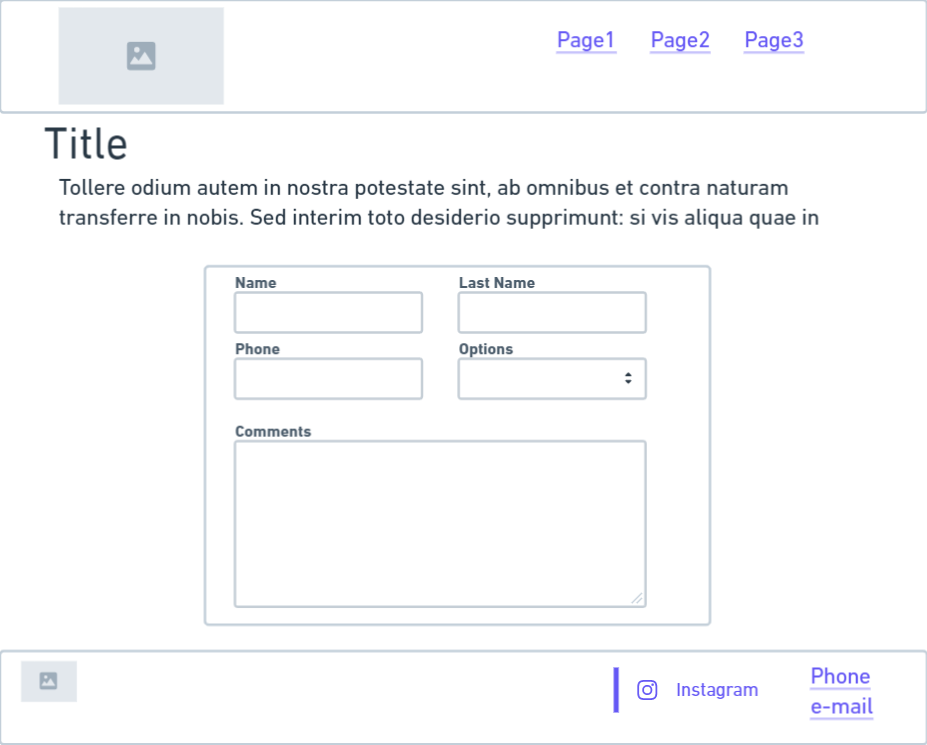 Page1 Page2 Page3
Title
Tollere odium autem in nostra potestate sint, ab omnibus et contra naturam
transferre in nobis. Sed interim toto desiderio supprimunt: si vis aliqua quae in
Name Last Name
Phone Options
Comments
Instagram
Phone
e-mail